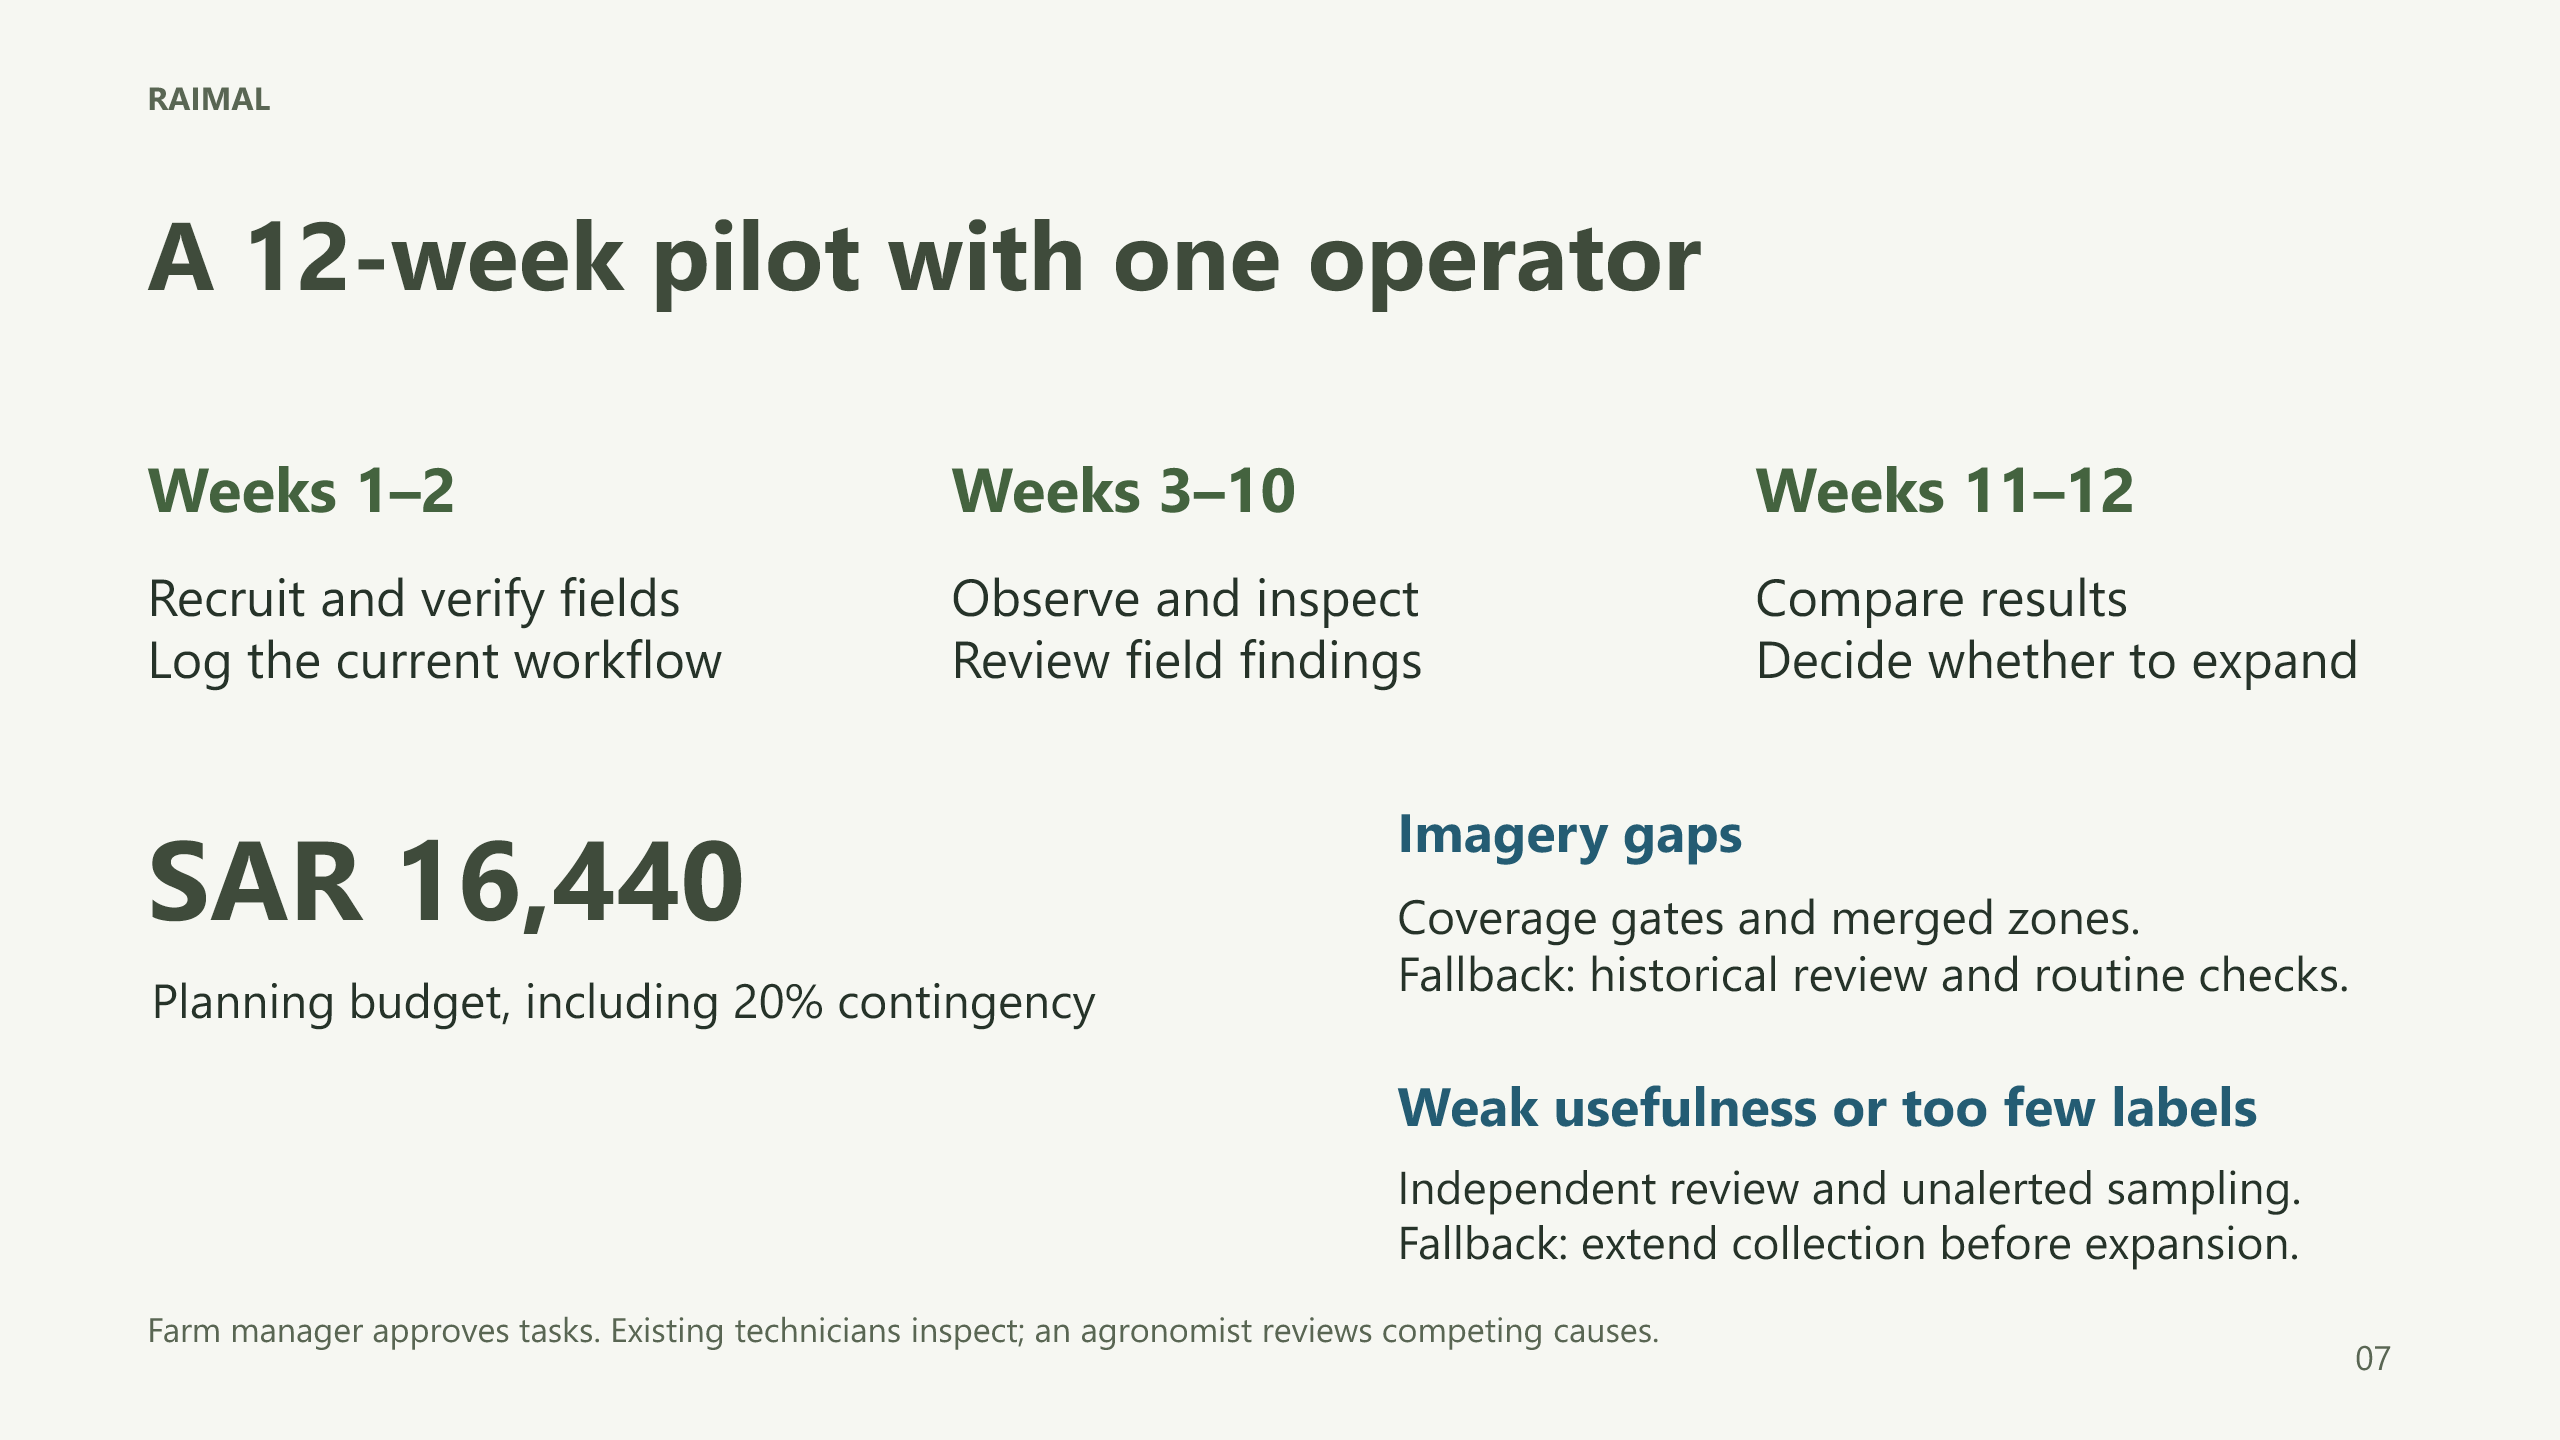 RAIMAL
A 12-week pilot with one operator
Weeks 1–2
Recruit and verify fields
Log the current workflow
Weeks 3–10
Observe and inspect
Review field findings
Weeks 11–12
Compare results
Decide whether to expand
SAR 16,440
Planning budget, including 20% contingency
Imagery gaps
Coverage gates and merged zones.
Fallback: historical review and routine checks.
Weak usefulness or too few labels
Independent review and unalerted sampling.
Fallback: extend collection before expansion.
Farm manager approves tasks. Existing technicians inspect; an agronomist reviews competing causes.
07